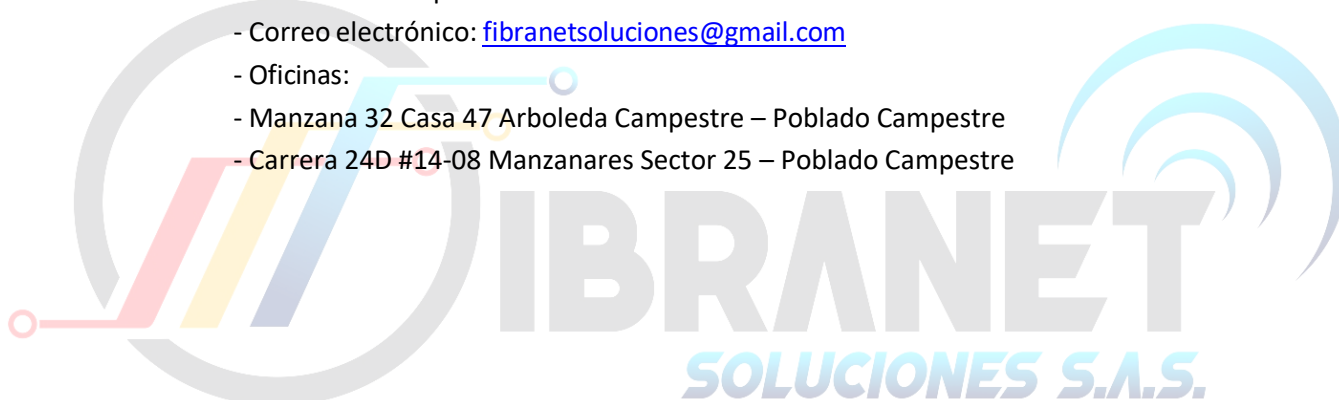 - Correo electrónico: fibranetsoluciones@gmail.com
- Oficinas:
- Manzana 32 Casa 47 Arboleda Campestre – Poblado Campestre
- Carrera 24D #14-08 Manzanares Sector 25 – Poblado Campestre
IBRANET
SOLUCIONES S.A.S.